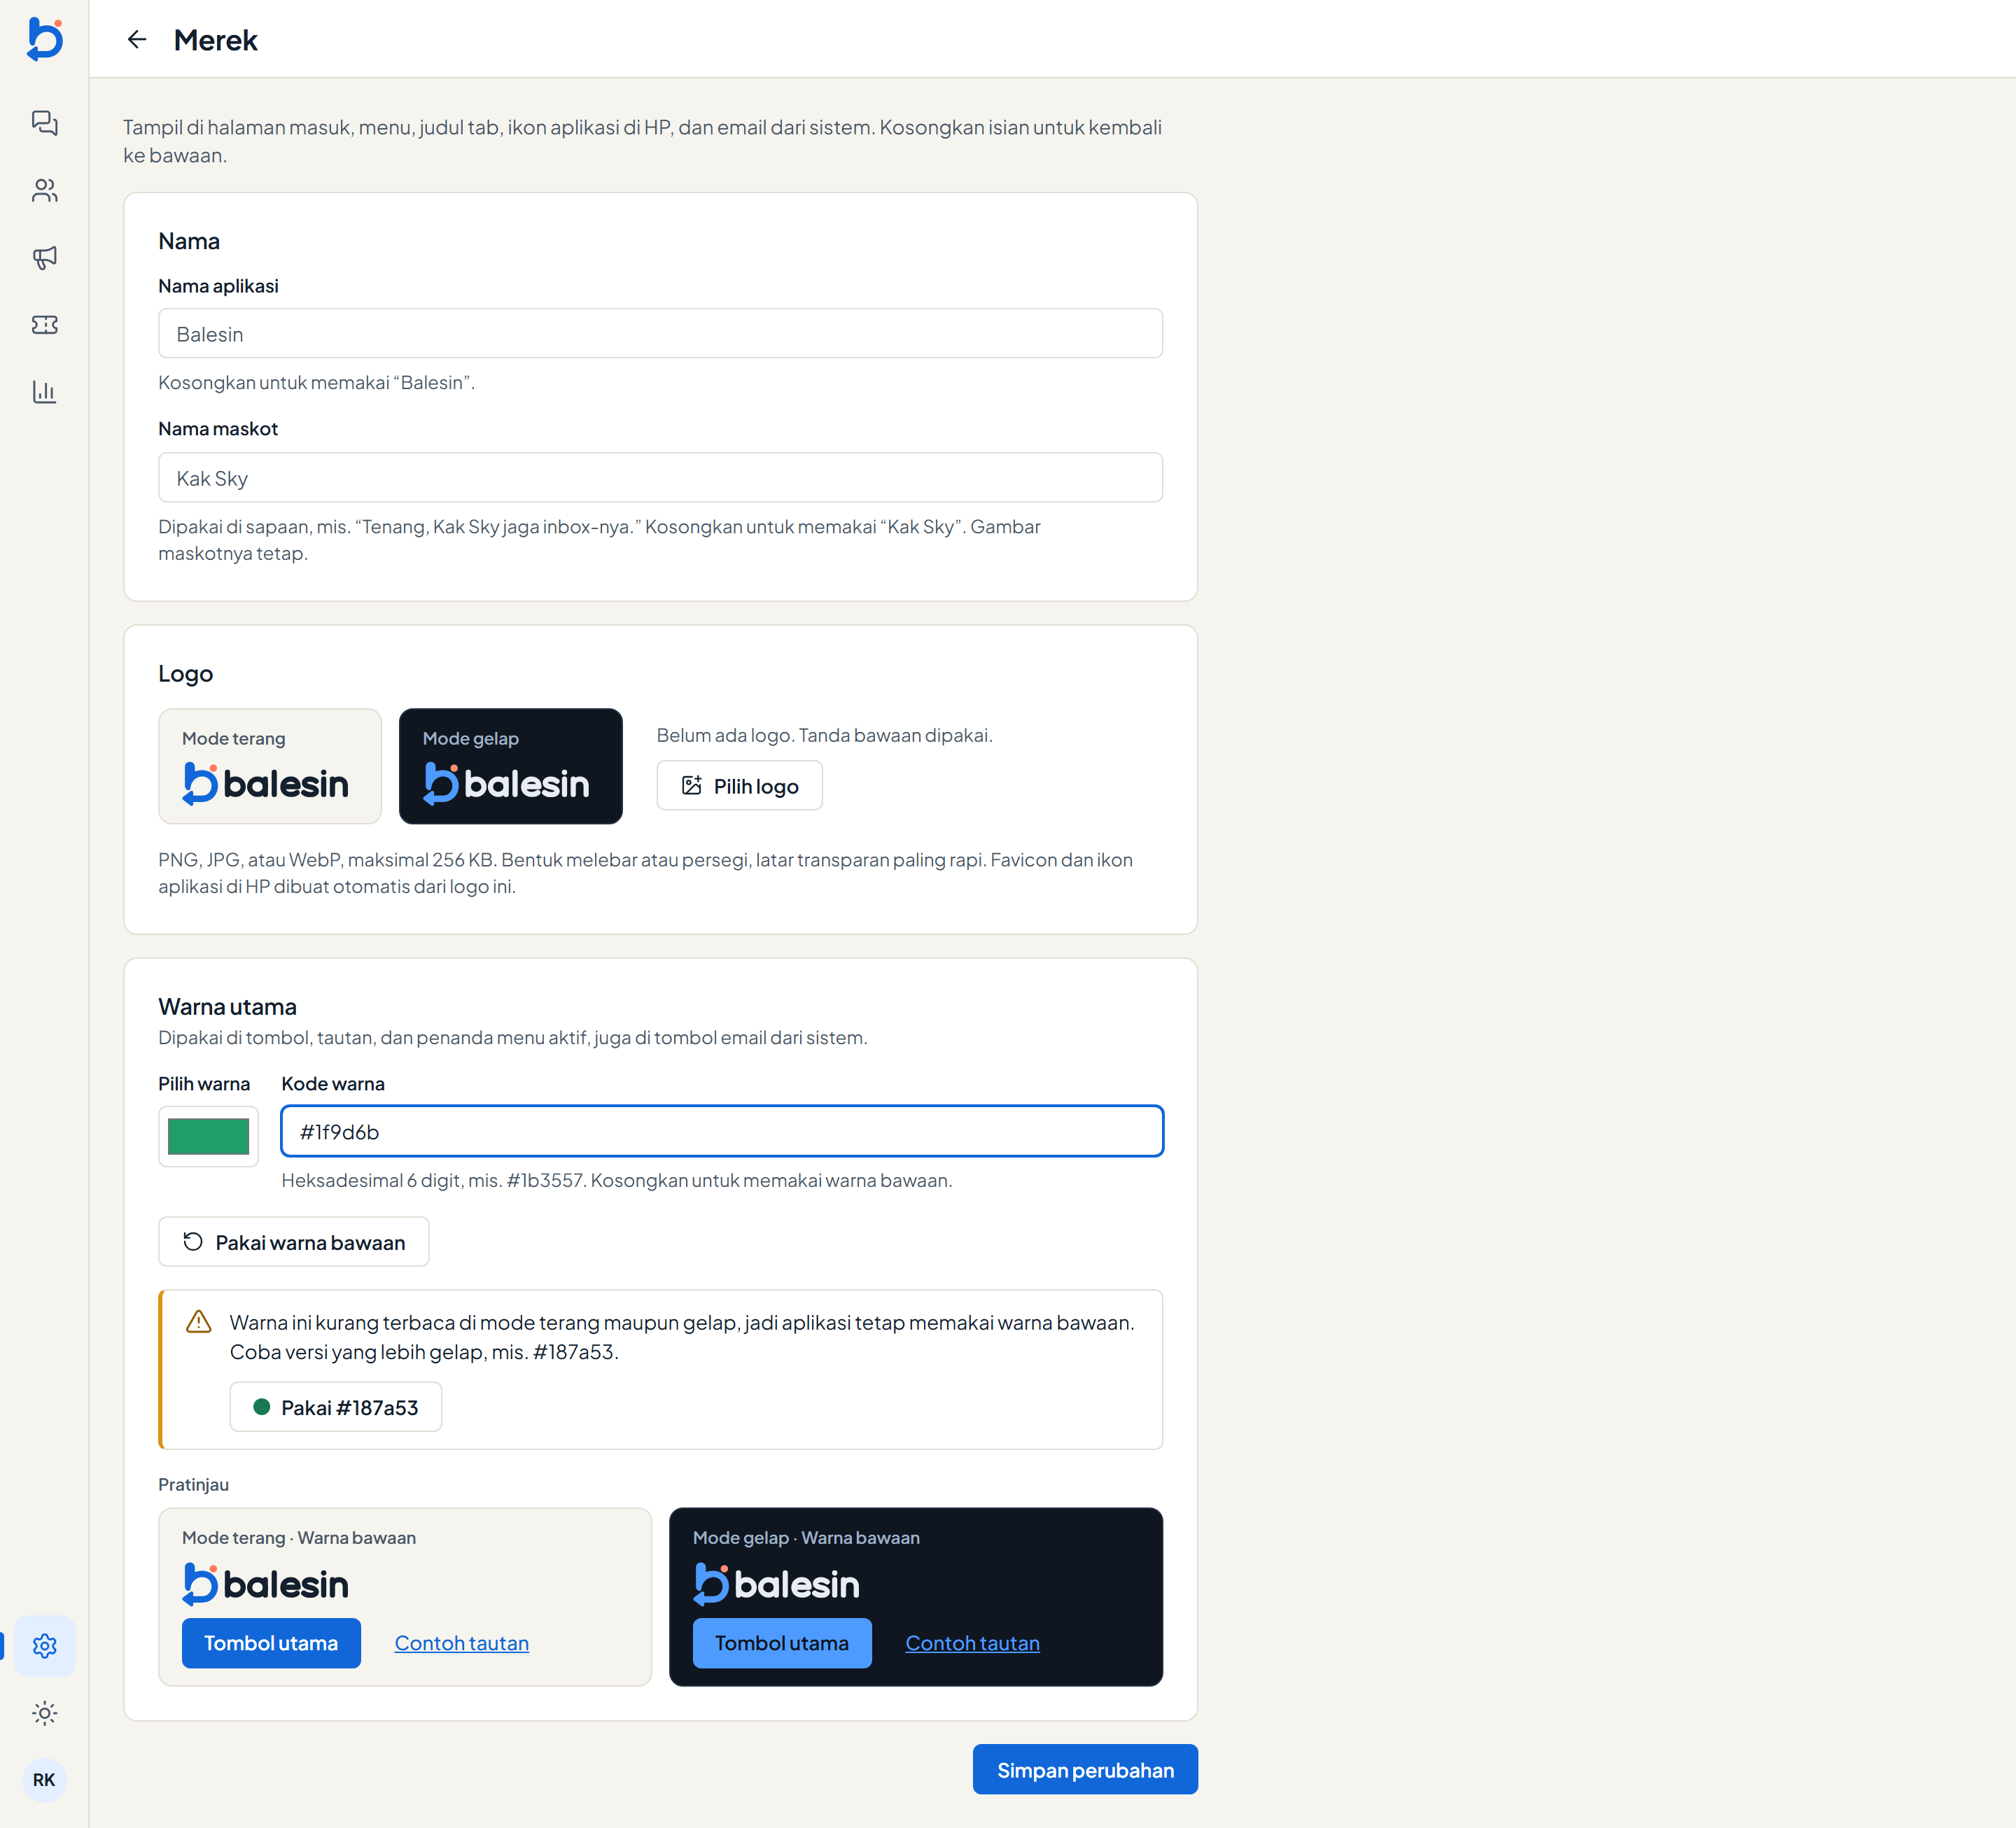 Merek
Tampil di halaman masuk, menu, judul tab, ikon aplikasi di HP, dan email dari sistem. Kosongkan isian untuk kembali
ke bawaan.
Nama
Nama aplikasi
Balesin
Kosongkan untuk memakai “Balesin”.
Nama maskot
Kak Sky
Dipakai di sapaan, mis. “Tenang, Kak Sky jaga inbox-nya.” Kosongkan untuk memakai “Kak Sky”. Gambar
maskotnya tetap.
Logo
Mode terang
balesin
Mode gelap
balesin
Belum ada logo. Tanda bawaan dipakai.
Pilih logo
PNG, JPG, atau WebP, maksimal 256 KB. Bentuk melebar atau persegi, latar transparan paling rapi. Favicon dan ikon
aplikasi di HP dibuat otomatis dari logo ini.
Warna utama
Dipakai di tombol, tautan, dan penanda menu aktif, juga di tombol email dari sistem.
Pilih warna
Kode warna
#1f9d6b
Heksadesimal 6 digit, mis. #1b3557. Kosongkan untuk memakai warna bawaan.
Pakai warna bawaan
Warna ini kurang terbaca di mode terang maupun gelap, jadi aplikasi tetap memakai warna bawaan.
Coba versi yang lebih gelap, mis. #187a53.
Pakai #187a53
Pratinjau
Mode terang · Warna bawaan
balesin
Tombol utama
Contoh tautan
Mode gelap · Warna bawaan
balesin
Tombol utama
Contoh tautan
RK
Simpan perubahan